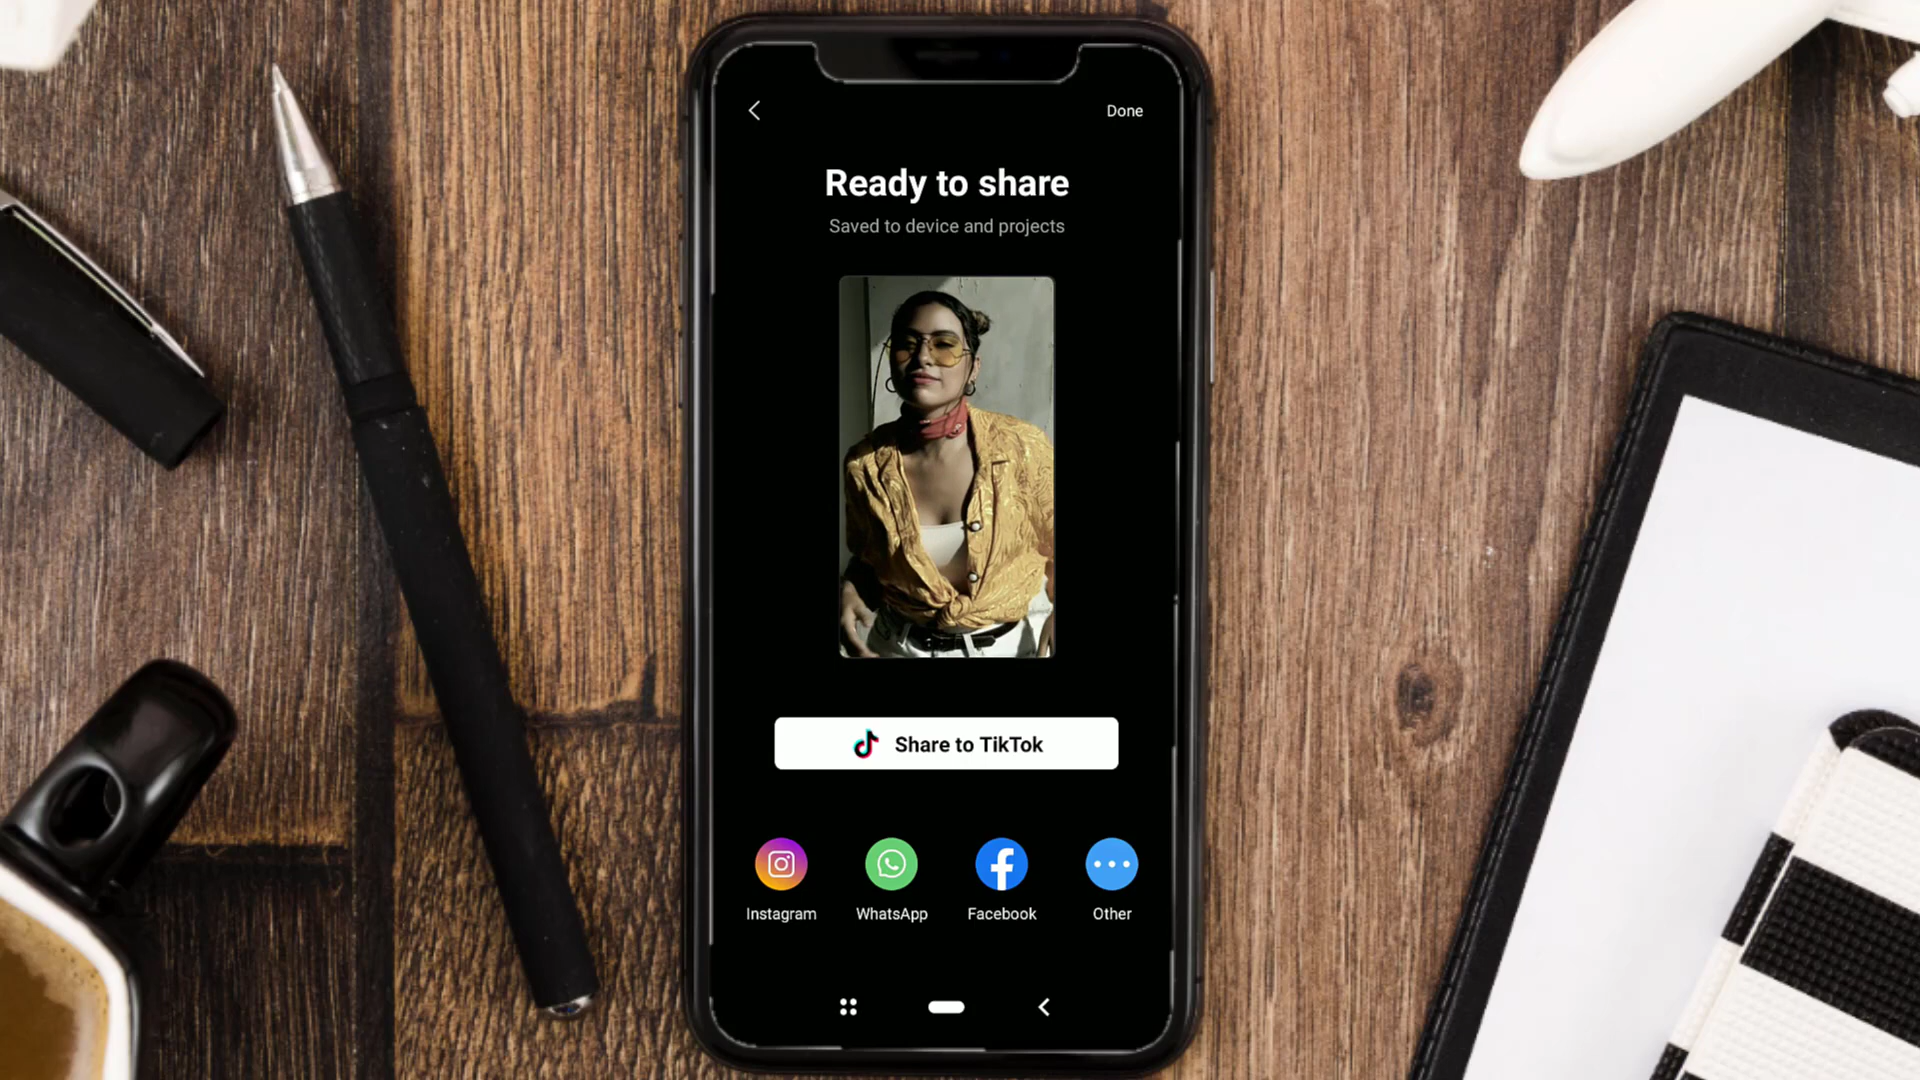 Done
Ready to share
Saved to device and projects
Share to TikTok
Instagram
WhatsApp
Facebook
Other